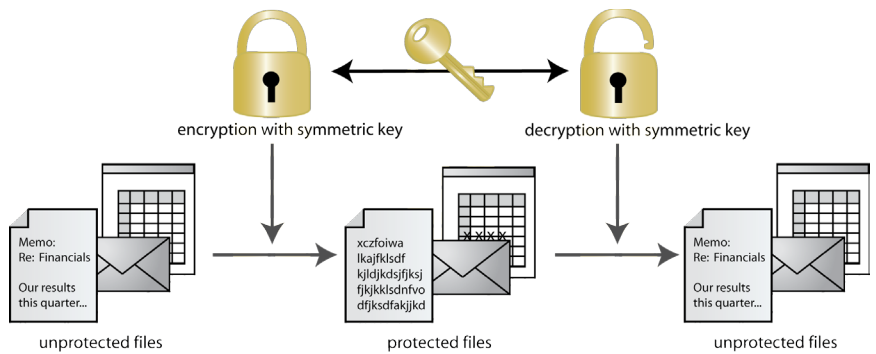 encryption with symmetric key
decryption with symmetric key
Memo:
Re: Financials
Our results
this quarter...
xczfoiwa
lkajfklsdf
kjldjkdsjfjksj
fjkjkklsdnfvo
dfjksdfakjjkd
X X X X
Memo:
Re: Financials
Our results
this quarter...
unprotected files
protected files
unprotected files